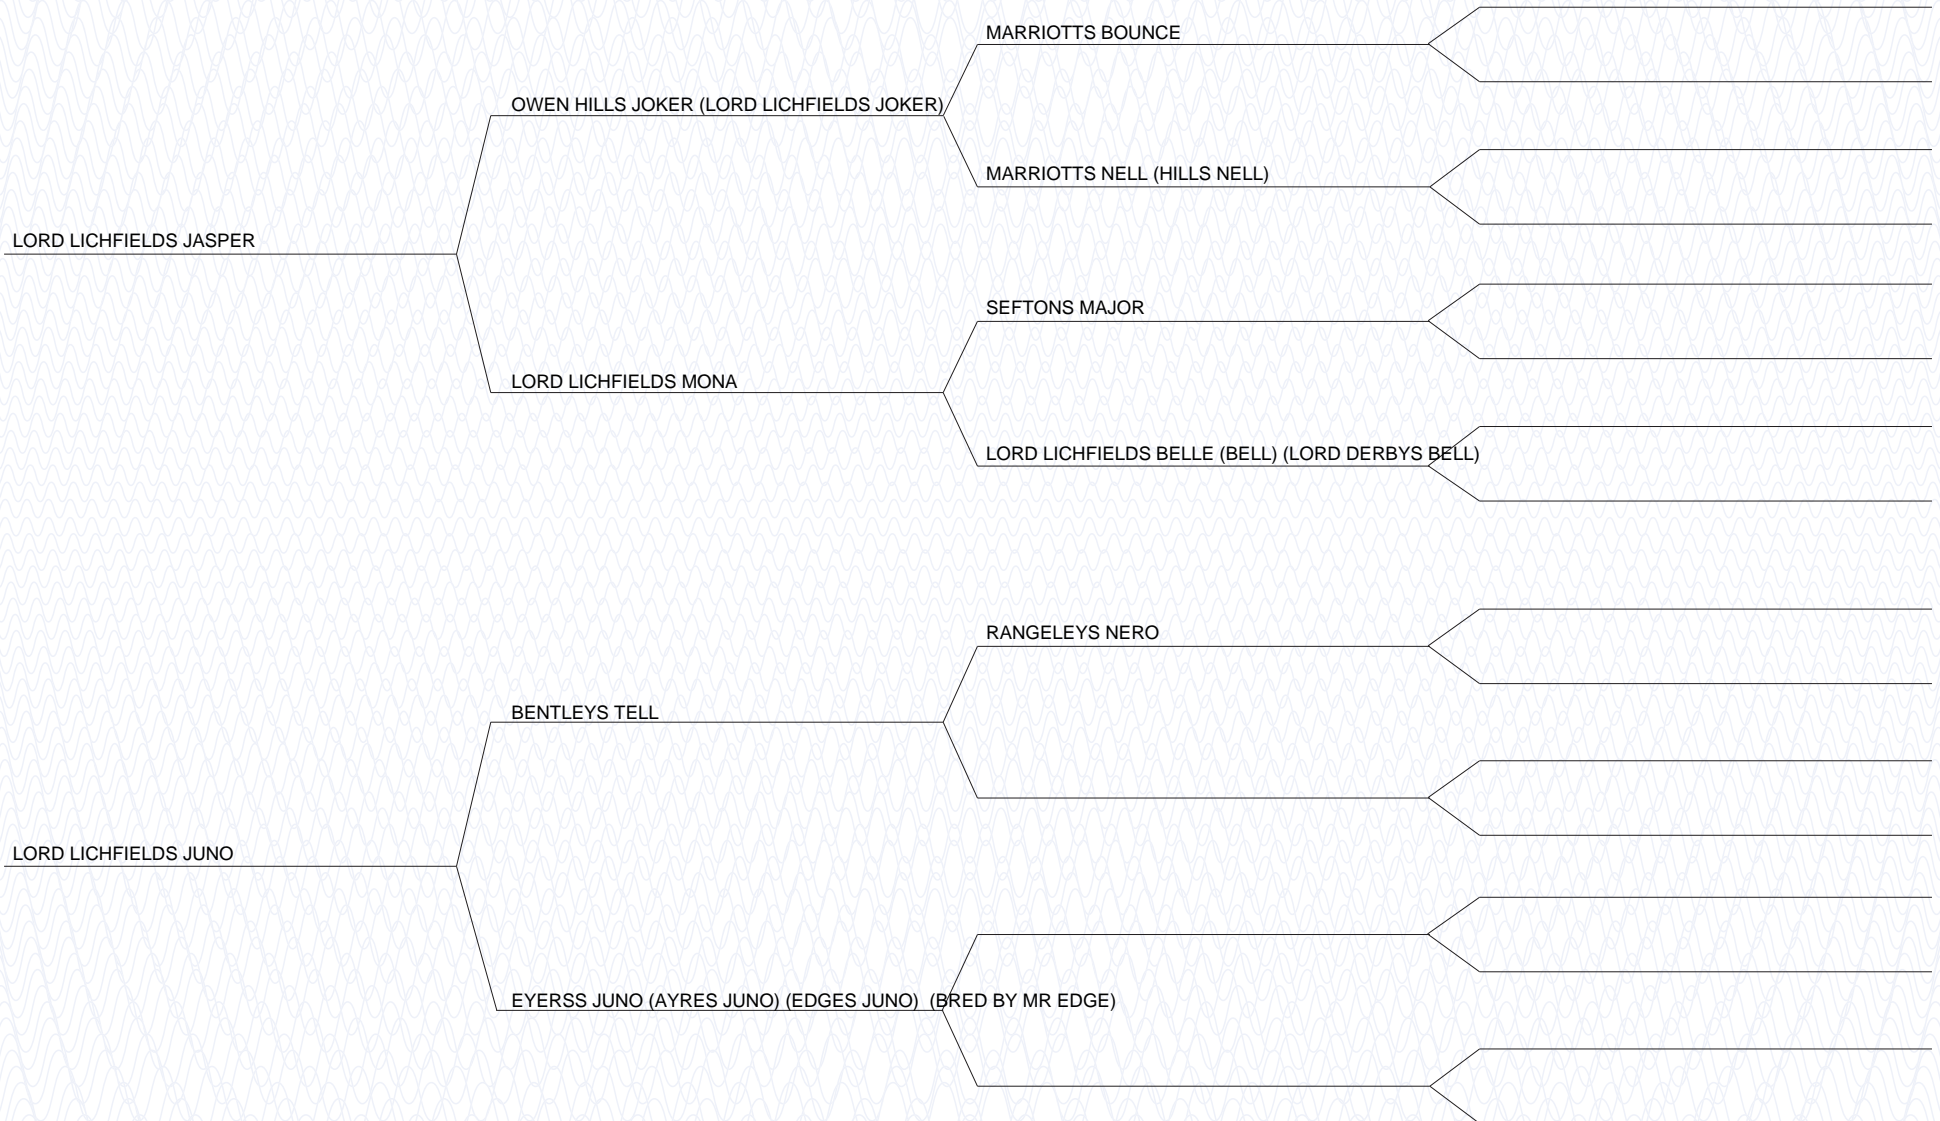 MARRIOTTS BOUNCE
OWEN HILLS JOKER (LORD LICHFIELDS JOKER)
MARRIOTTS NELL (HILLS NELL)
LORD LICHFIELDS JASPER
SEFTONS MAJOR
LORD LICHFIELDS MONA
LORD LICHFIELDS BELLE (BELL) (LORD DERBYS BELL)
RANGELEYS NERO
BENTLEYS TELL
LORD LICHFIELDS JUNO
EYERSS JUNO (AYRES JUNO) (EDGES JUNO)  (BRED BY MR EDGE)